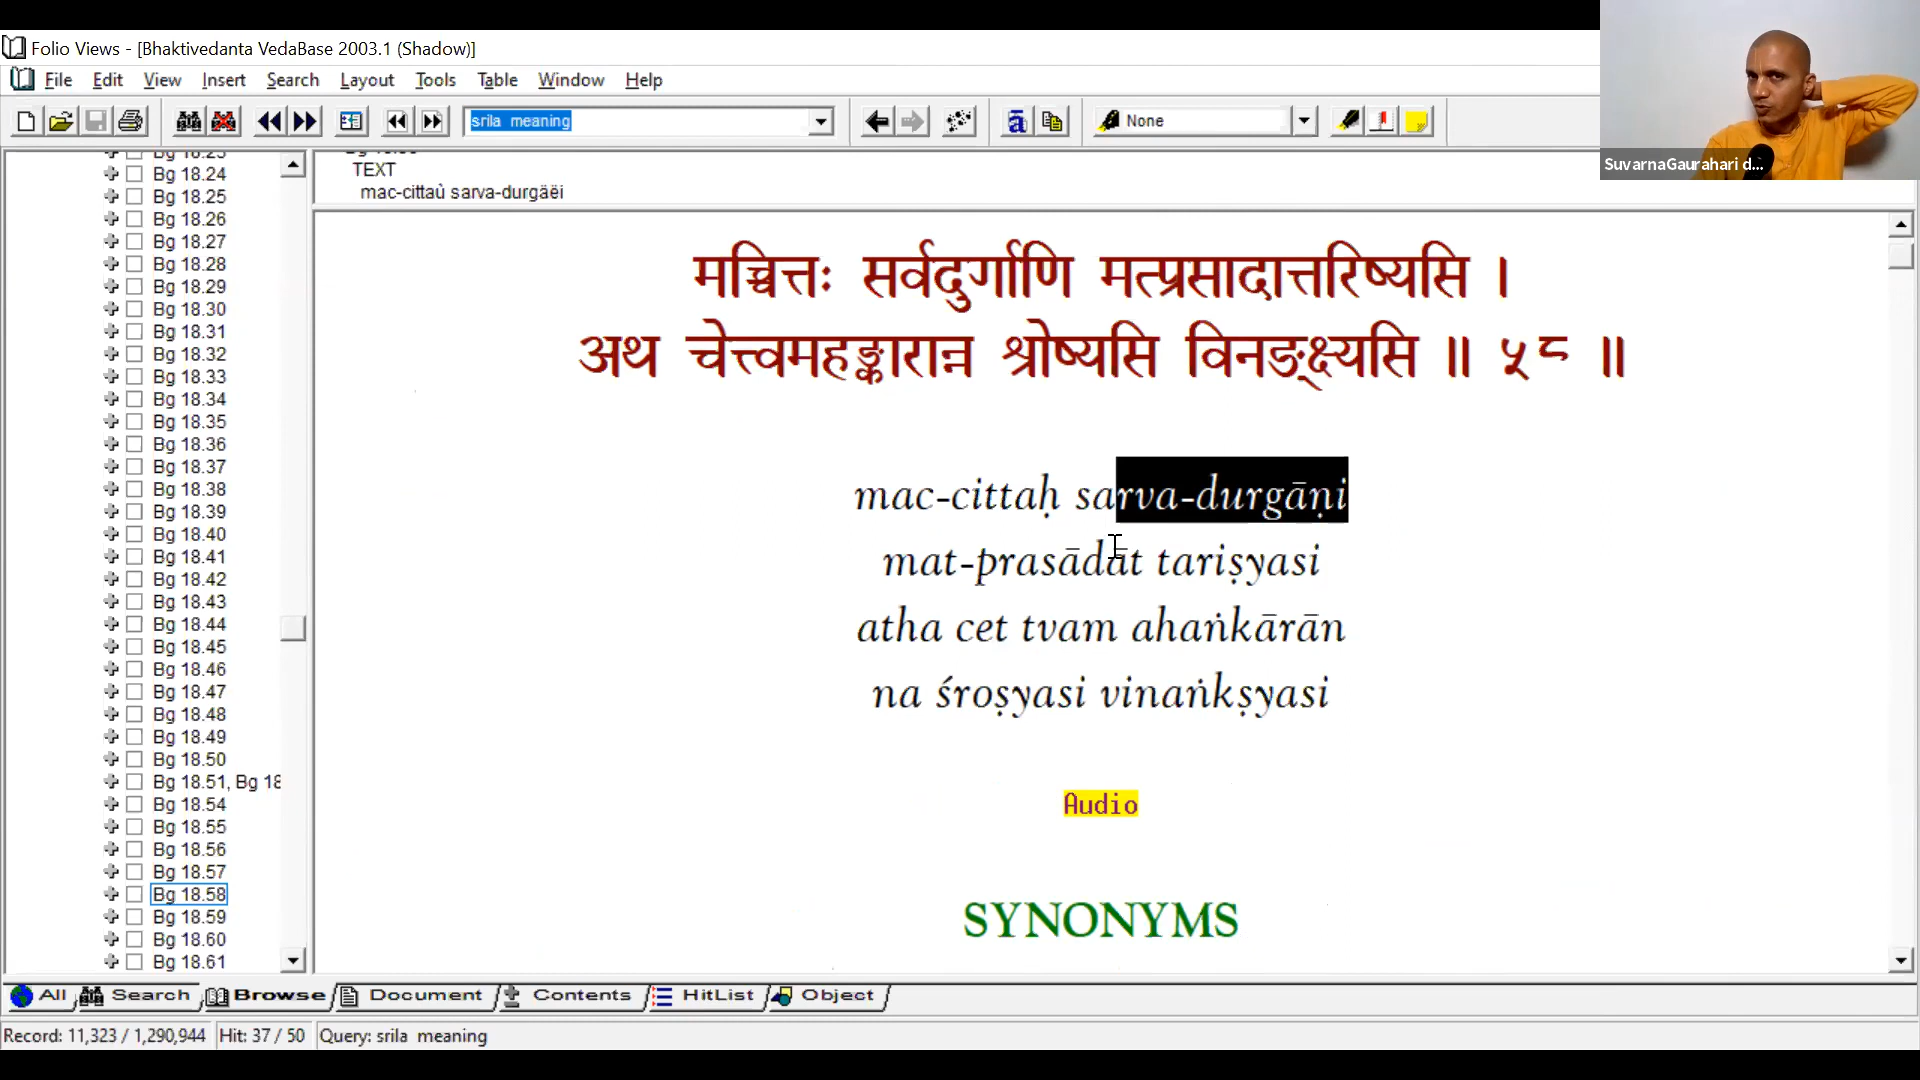 Folio Views - [Bhaktivedanta VedaBase 2003.1 (Shadow)]
File Edit View Insert Search Layout Tools Table Window Help
srila meaning
None
SuvarnaGaurahari d...
TEXT
mac-cittaù sarva-durgäëi
Bg 18.24
Bg 18.25
Bg 18.26
Bg 18.27
Bg 18.28
Bg 18.29
Bg 18.30
Bg 18.31
Bg 18.32
Bg 18.33
Bg 18.34
Bg 18.35
Bg 18.36
Bg 18.37
Bg 18.38
Bg 18.39
Bg 18.40
Bg 18.41
Bg 18.42
Bg 18.43
Bg 18.44
Bg 18.45
Bg 18.46
Bg 18.47
Bg 18.48
Bg 18.49
Bg 18.50
Bg 18.51, Bg 18
Bg 18.54
Bg 18.55
Bg 18.56
Bg 18.57
Bg 18.58
Bg 18.59
Bg 18.60
Bg 18.61
मच्चित्तः सर्वदुर्गाणि मत्प्रसादात्तरिष्यसि ।
अथ चेत्त्वमहङ्कारान्न श्रोष्यसि विनङ्क्ष्यसि ॥ ५८ ॥
mac-cittaḥ sarva-durgāṇi
mat-prasādāt tariṣyasi
atha cet tvam ahaṅkārān
na śroṣyasi vinaṅkṣyasi
Audio
SYNONYMS
All Search Browse Document Contents HitList Object
Record: 11,323 / 1,290,944 Hit: 37 / 50 Query: srila meaning